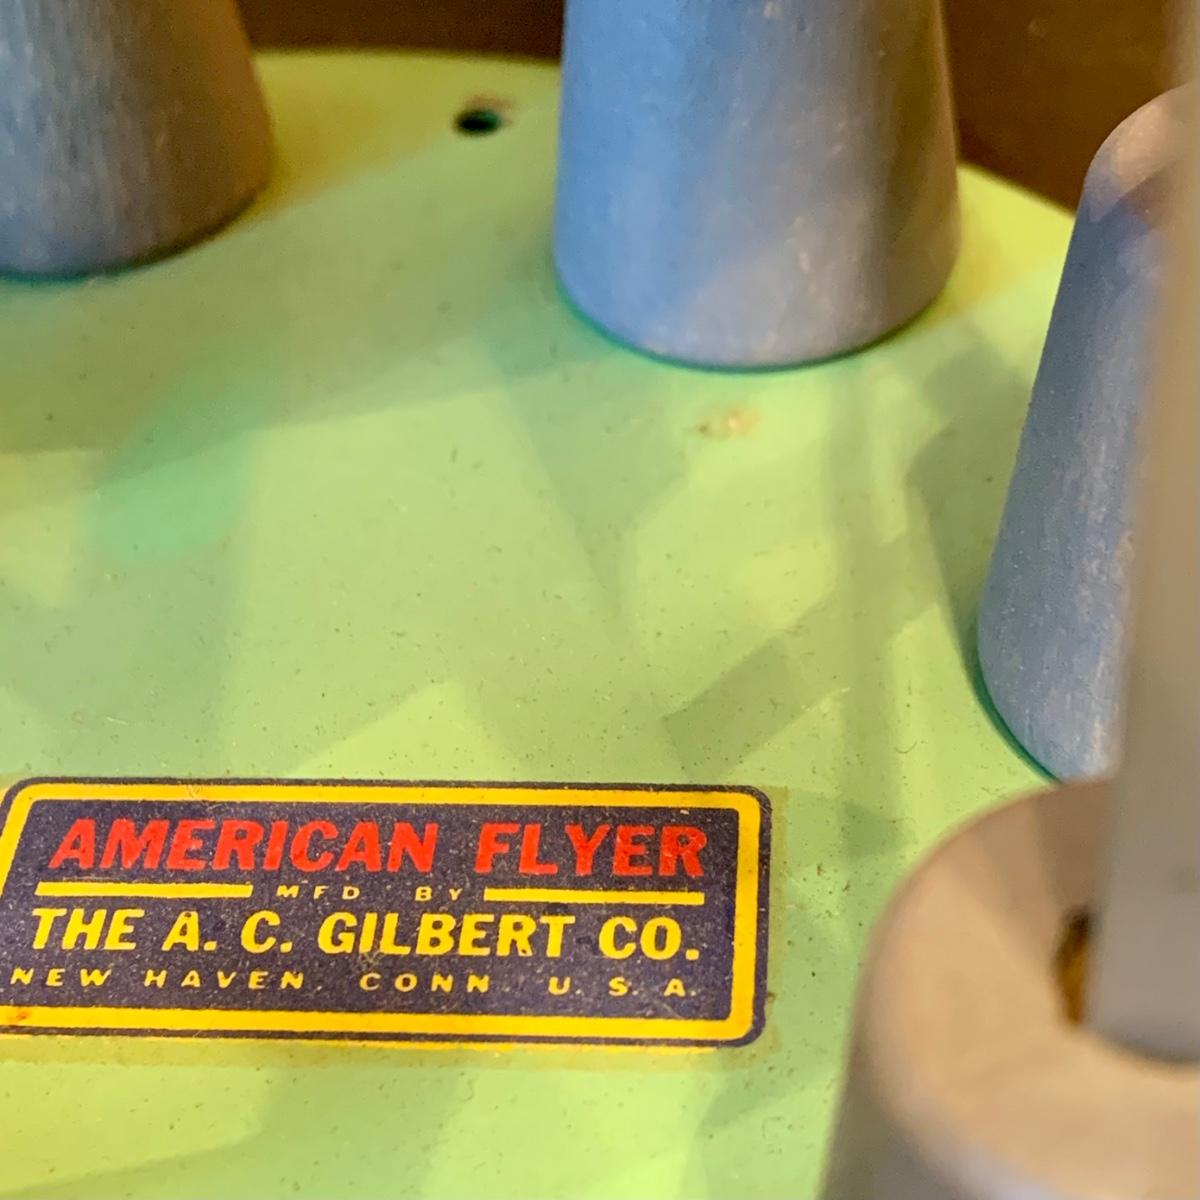 AMERICAN FLYER
MFD BY
THE A. C. GILBERT CO.
NEW HAVEN, CONN. U. S. A.